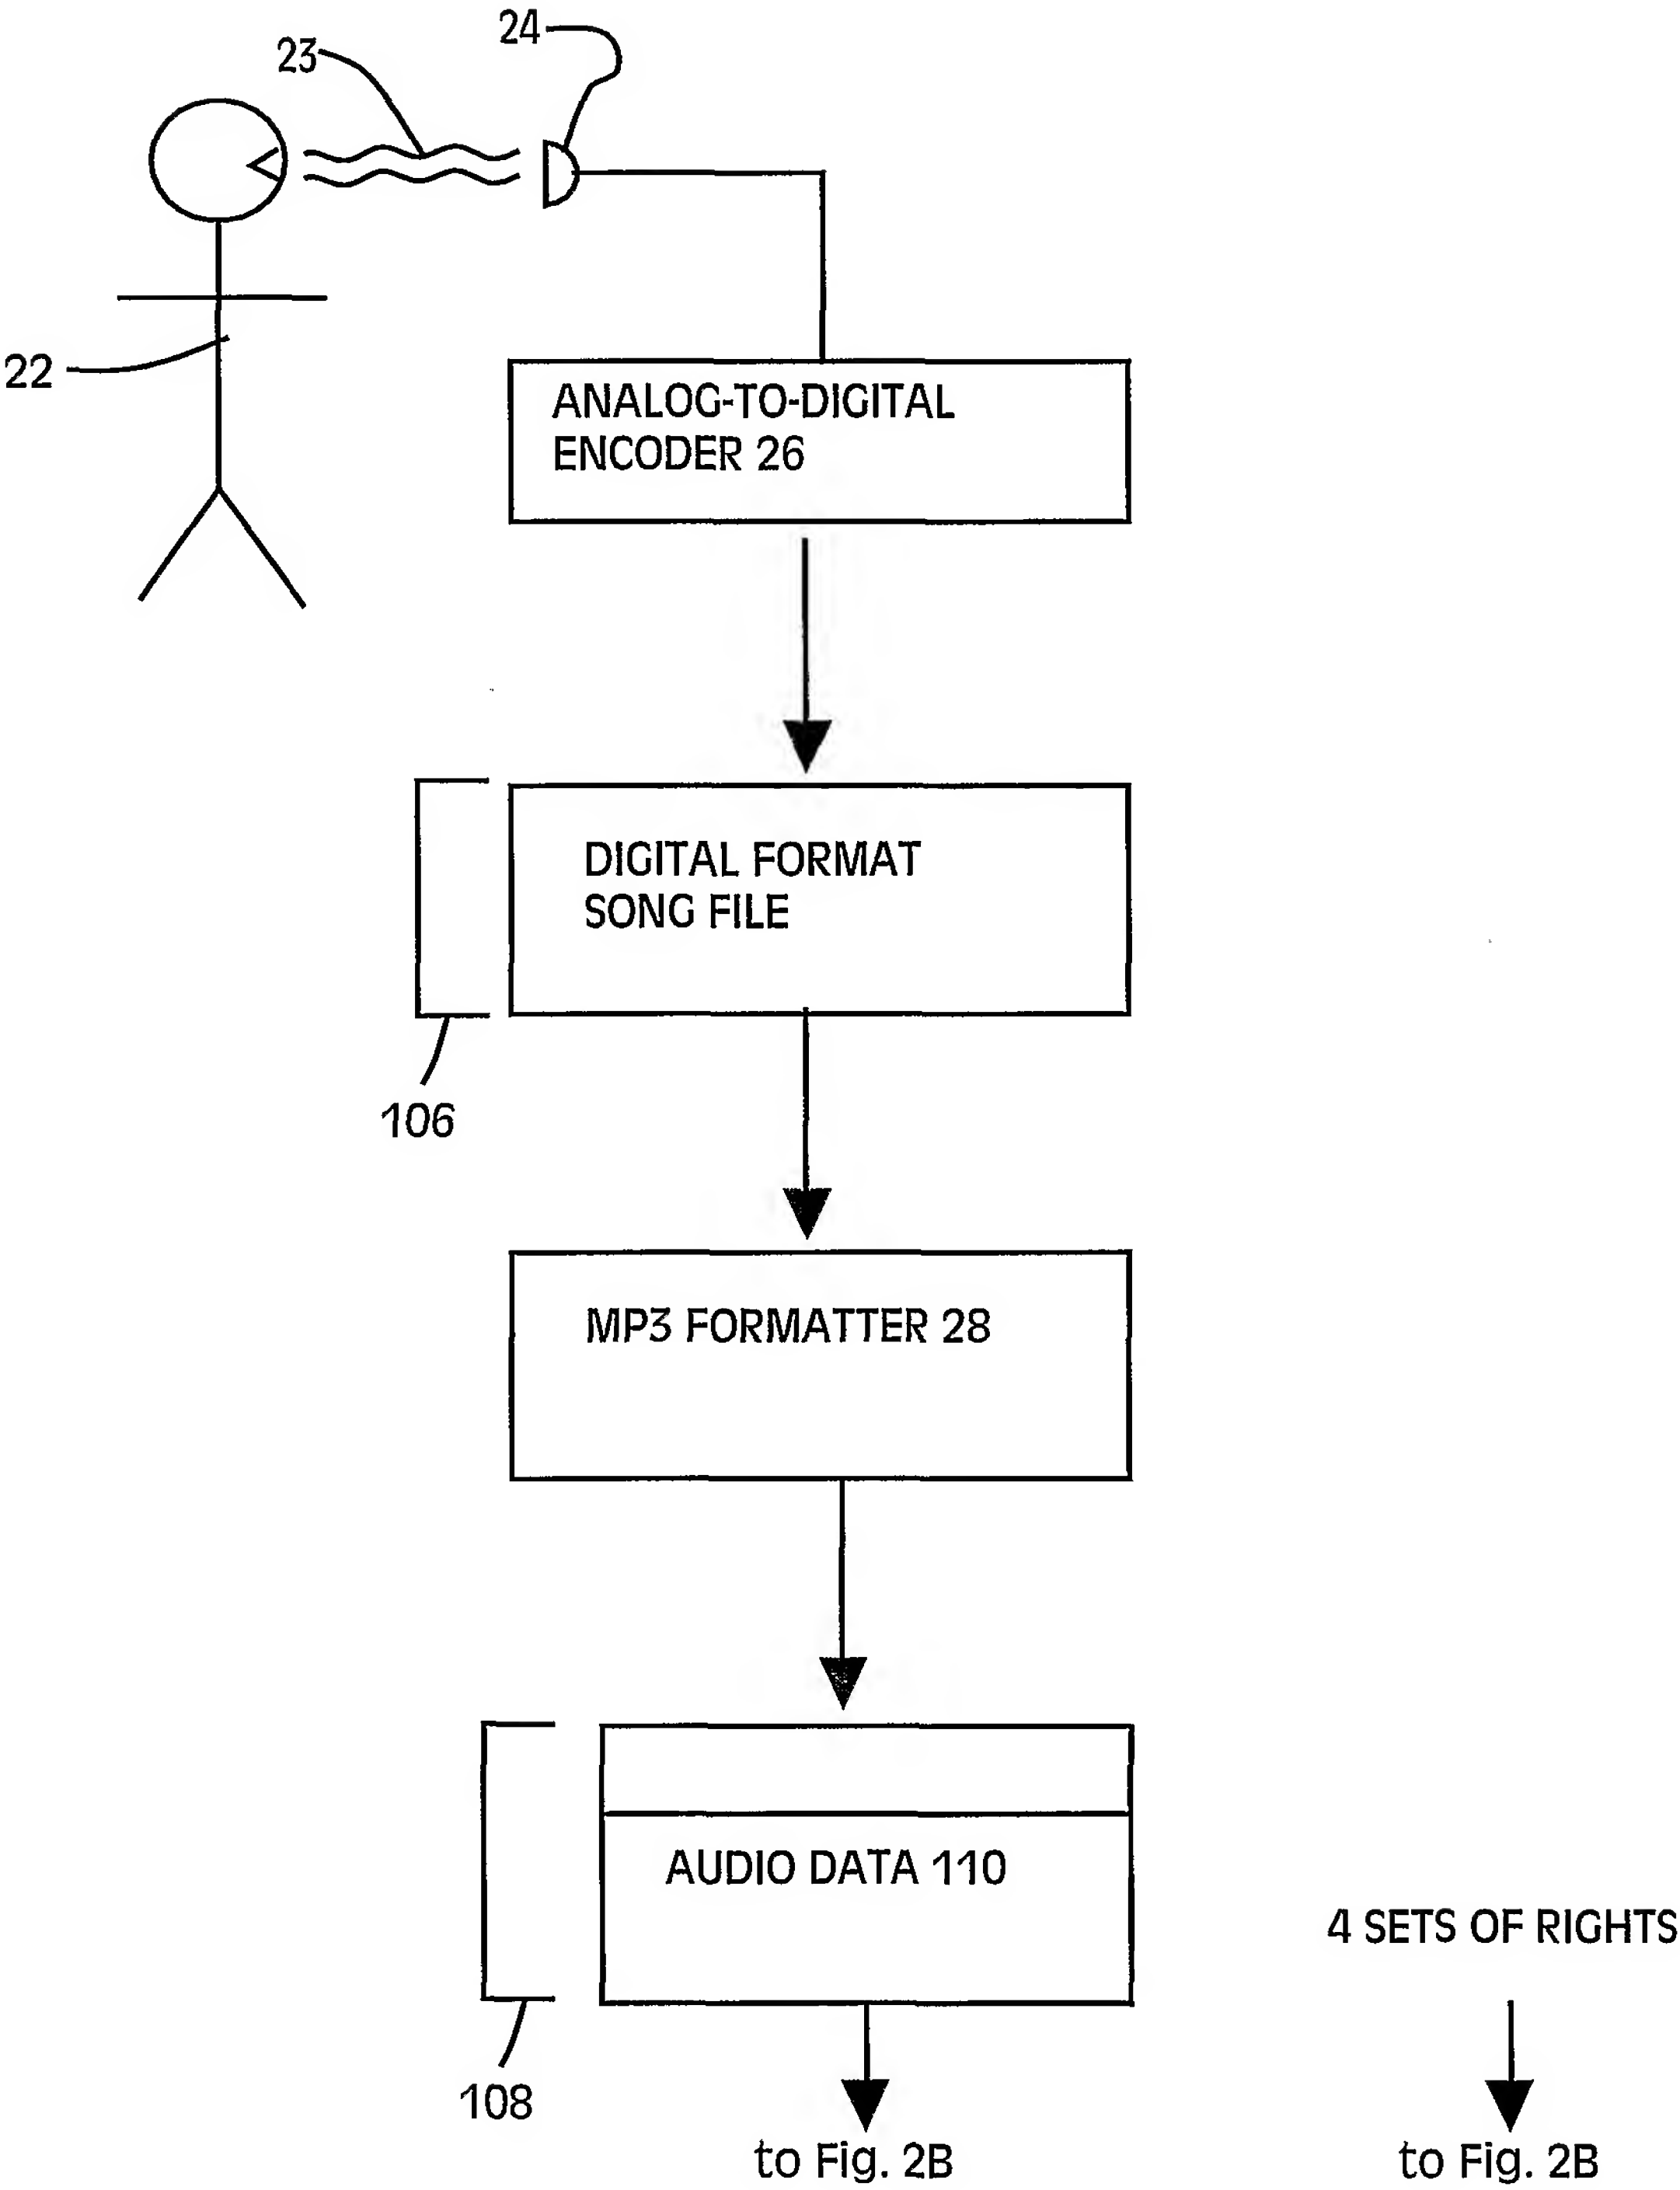 24
23
22
ANALOG-TO-DIGITAL
ENCODER 26
DIGITAL FORMAT
SONG FILE
106
MP3 FORMATTER 28
AUDIO DATA 110
4 SETS OF RIGHTS
108
to Fig. 2B
to Fig. 2B